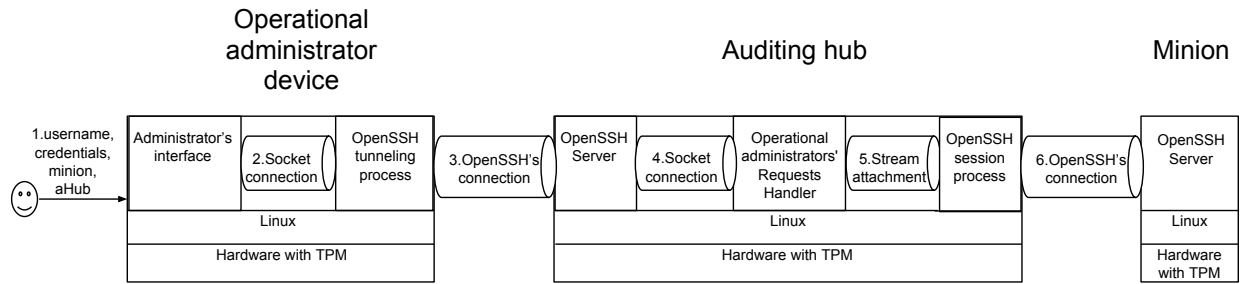 Operational
administrator
device
Auditing hub
Minion
1.username,
credentials,
minion,
aHub
Administrator's
interface
2.Socket
connection
OpenSSH
tunneling
process
3.OpenSSH's
connection
OpenSSH
Server
4.Socket
connection
Operational
administrators'
Requests
Handler
5.Stream
attachment
OpenSSH
session
process
6.OpenSSH's
connection
OpenSSH
Server
Linux
Linux
Linux
Hardware with TPM
Hardware with TPM
Hardware
with TPM